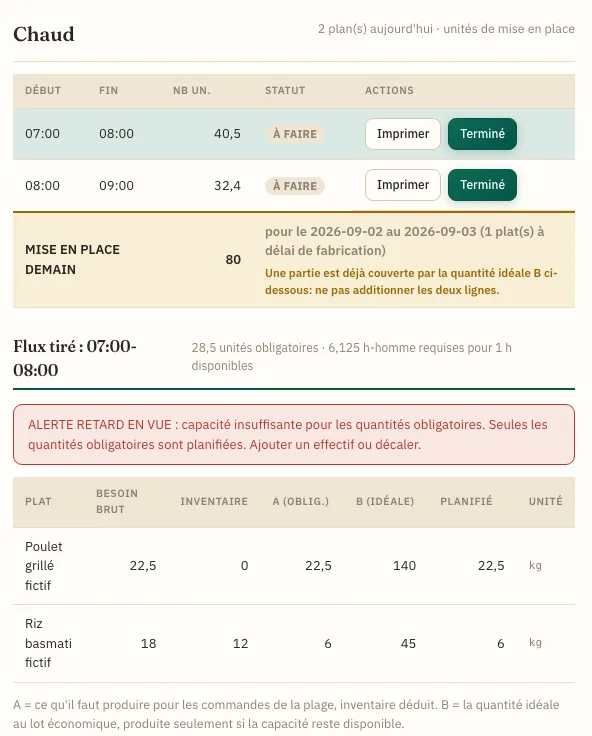 Chaud
2 plan(s) aujourd'hui · unités de mise en place
DÉBUT FIN NB UN. STATUT ACTIONS
07:00 08:00 40,5 À FAIRE Imprimer Terminé
08:00 09:00 32,4 À FAIRE Imprimer Terminé
MISE EN PLACE
DEMAIN
80
pour le 2026-09-02 au 2026-09-03 (1 plat(s) à
délai de fabrication)
Une partie est déjà couverte par la quantité idéale B ci-
dessous: ne pas additionner les deux lignes.
Flux tiré : 07:00-
08:00
28,5 unités obligatoires · 6,125 h-homme requises pour 1 h
disponibles
ALERTE RETARD EN VUE : capacité insuffisante pour les quantités obligatoires. Seules les
quantités obligatoires sont planifiées. Ajouter un effectif ou décaler.
PLAT BESOIN
BRUT INVENTAIRE A (OBLIG.) B (IDÉALE) PLANIFIÉ UNITÉ
Poulet
grillé
fictif
22,5 0 22,5 140 22,5 kg
Riz
basmati
fictif
18 12 6 45 6 kg
A = ce qu'il faut produire pour les commandes de la plage, inventaire déduit. B = la quantité idéale
au lot économique, produite seulement si la capacité reste disponible.